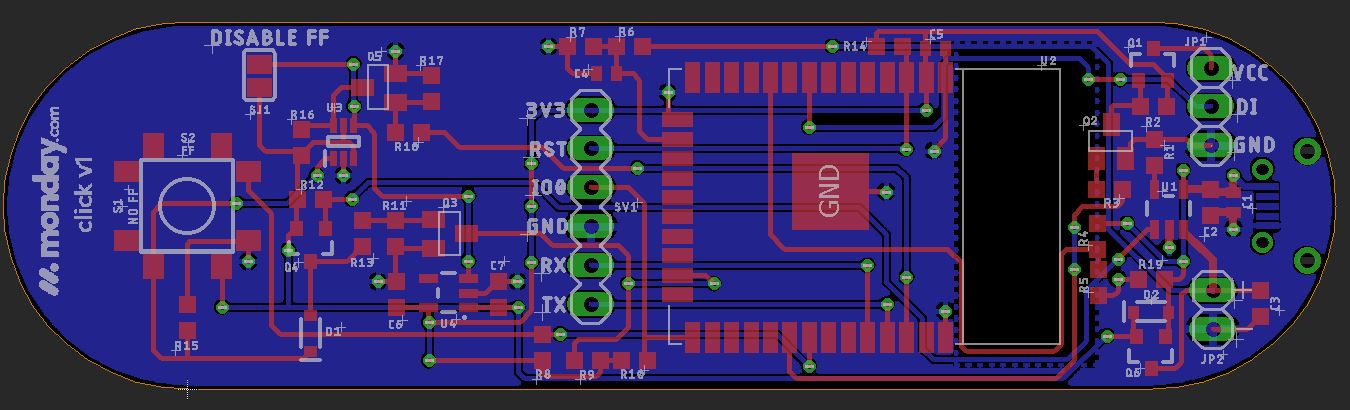 DISABLE FF
SJ1
Q5
R17
R16
U3
R16
S2
FF
S1
NO FF
monday.com
click v1
R12
R11
R13
Q4
Q3
C7
C6
U4
D1
R15
R7
R6
C4
3V3
RST
IO0
GND
RX
TX
SV1
R8
R9
R10
GND
R14
C5
U2
Q1
JP1
VCC
DI
GND
Q2
R2
R1
U1
R3
C1
C2
R4
R5
R19
D2
C3
JP2
Q6